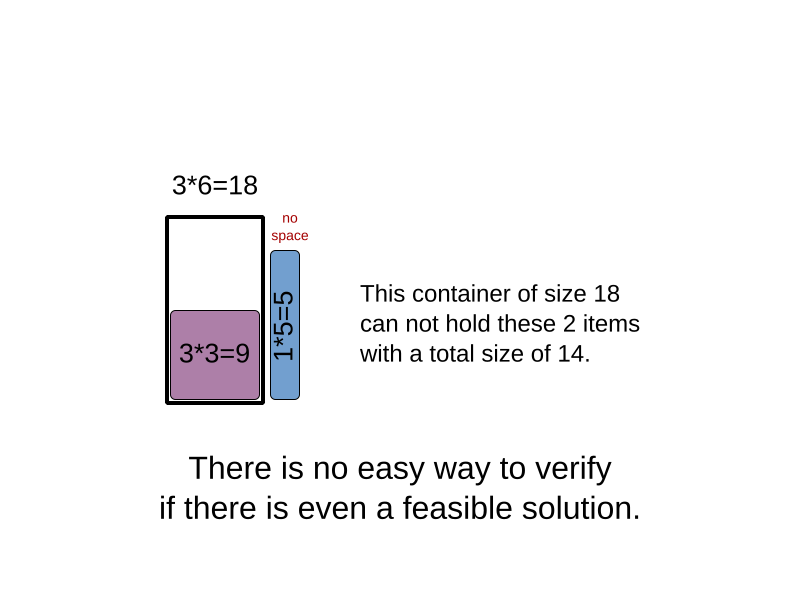 3*6=18
no
space
3*3=9
1*5=5
This container of size 18
can not hold these 2 items
with a total size of 14.
There is no easy way to verify
if there is even a feasible solution.